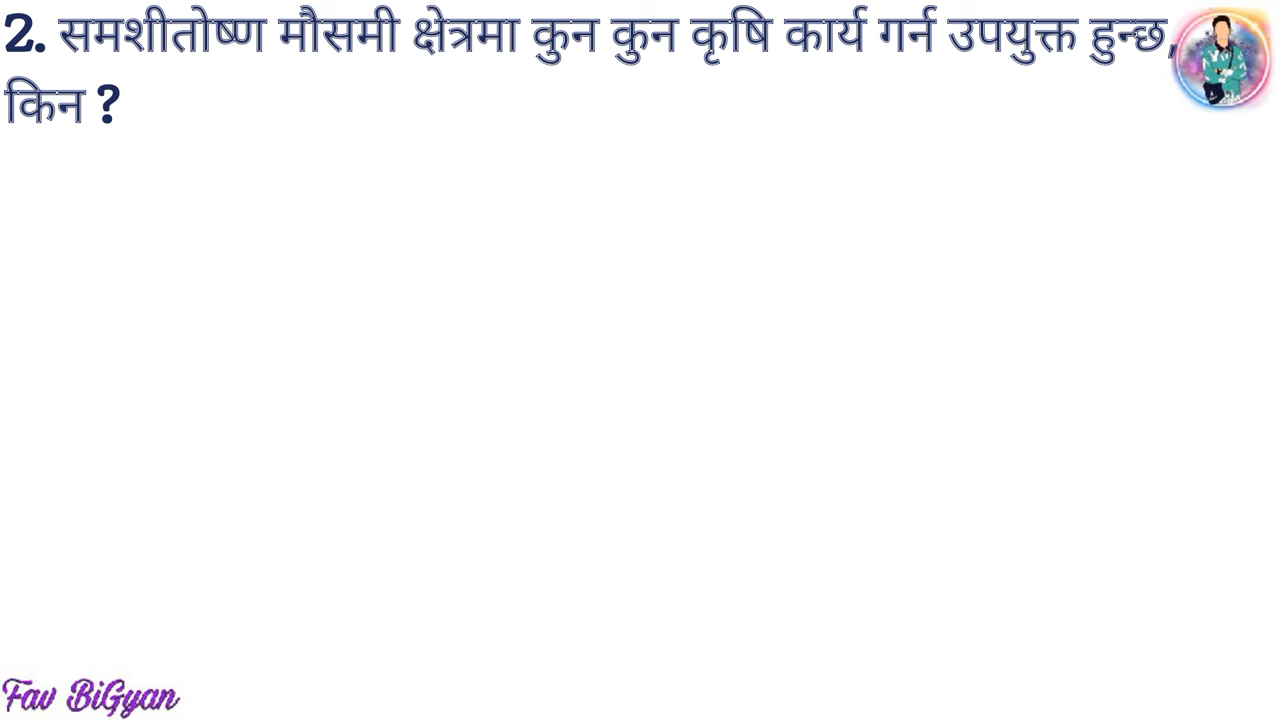 2. समशीतोष्ण मौसमी क्षेत्रमा कुन कुन कृषि कार्य गर्न उपयुक्त हुन्छ,
किन ?
Fav BiGyan